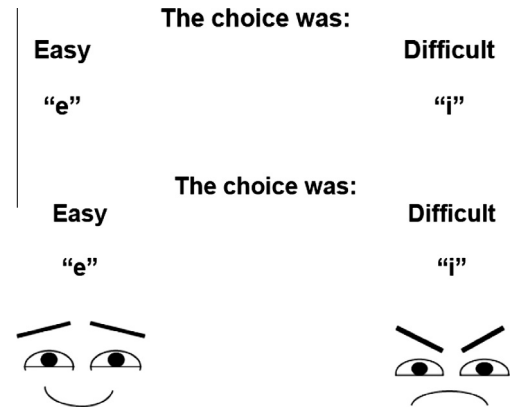 The choice was:
Easy Difficult
“e” “i”
The choice was:
Easy Difficult
“e” “i”